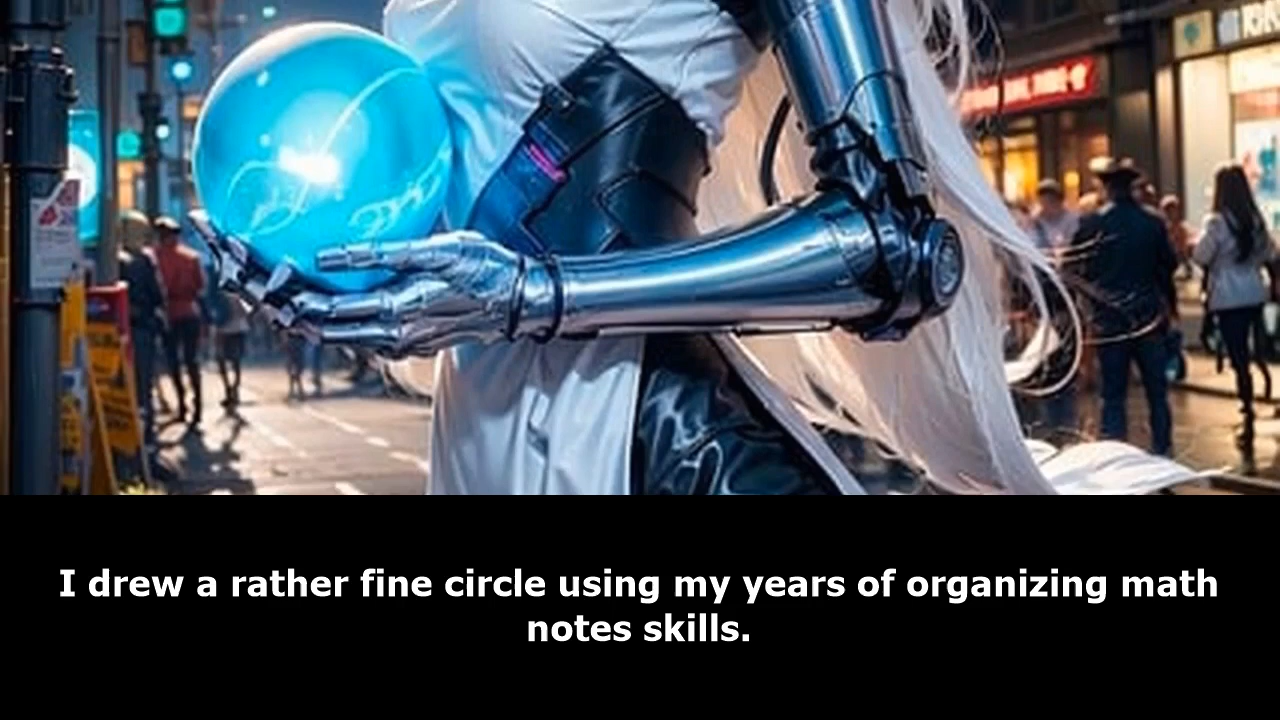 I drew a rather fine circle using my years of organizing math
notes skills.